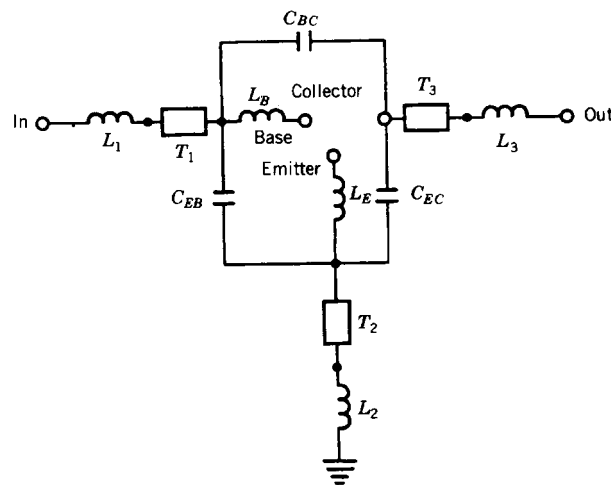 C_BC
L_B
Collector
T_3
In
Out
L_1
T_1
Base
L_3
Emitter
C_EB
L_E
C_EC
T_2
L_2